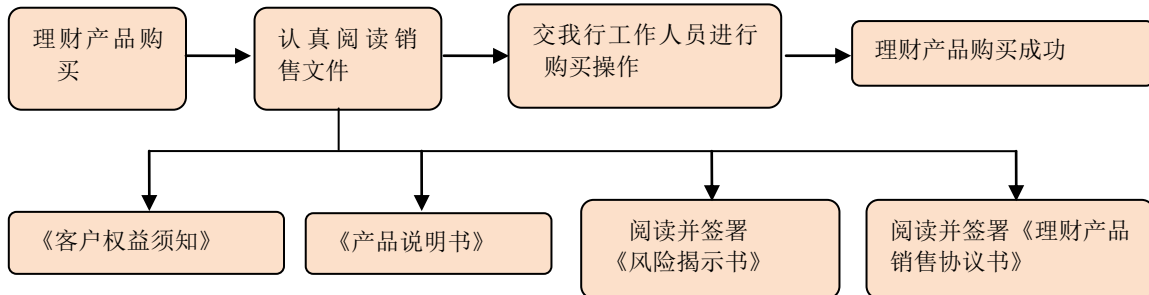 理财产品购
买
认真阅读销
售文件
交我行工作人员进行
购买操作
理财产品购买成功
《客户权益须知》
《产品说明书》
阅读并签署
《风险揭示书》
阅读并签署《理财产品
销售协议书》